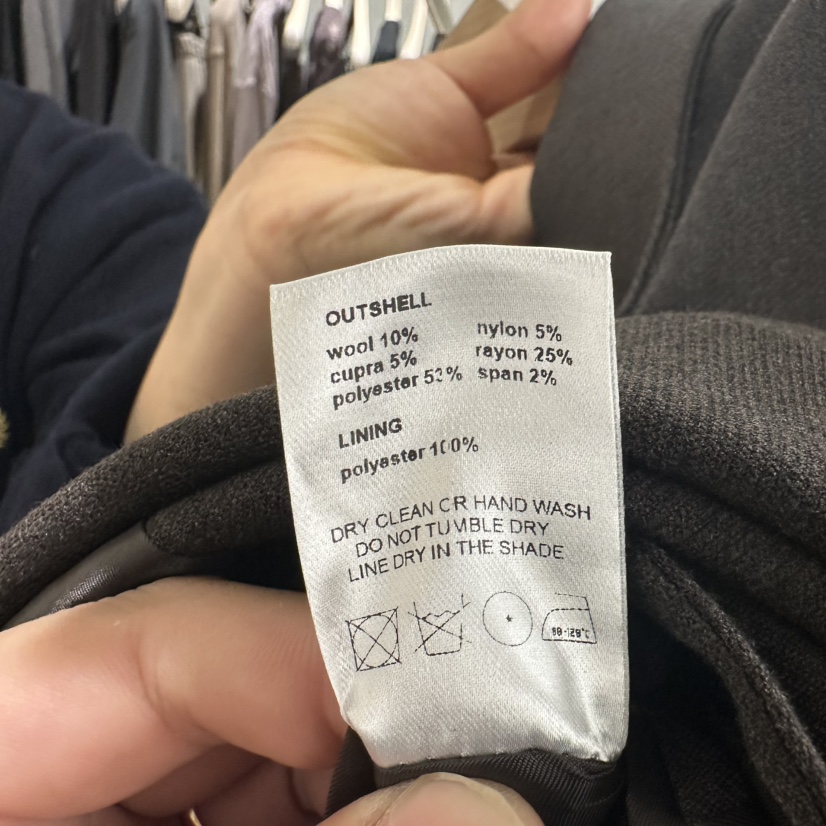 OUTSHELL
wool 10% nylon 5%
cupra 5% rayon 25%
polyester 53% span 2%
LINING
polyester 100%
DRY CLEAN OR HAND WASH
DO NOT TUMBLE DRY
LINE DRY IN THE SHADE